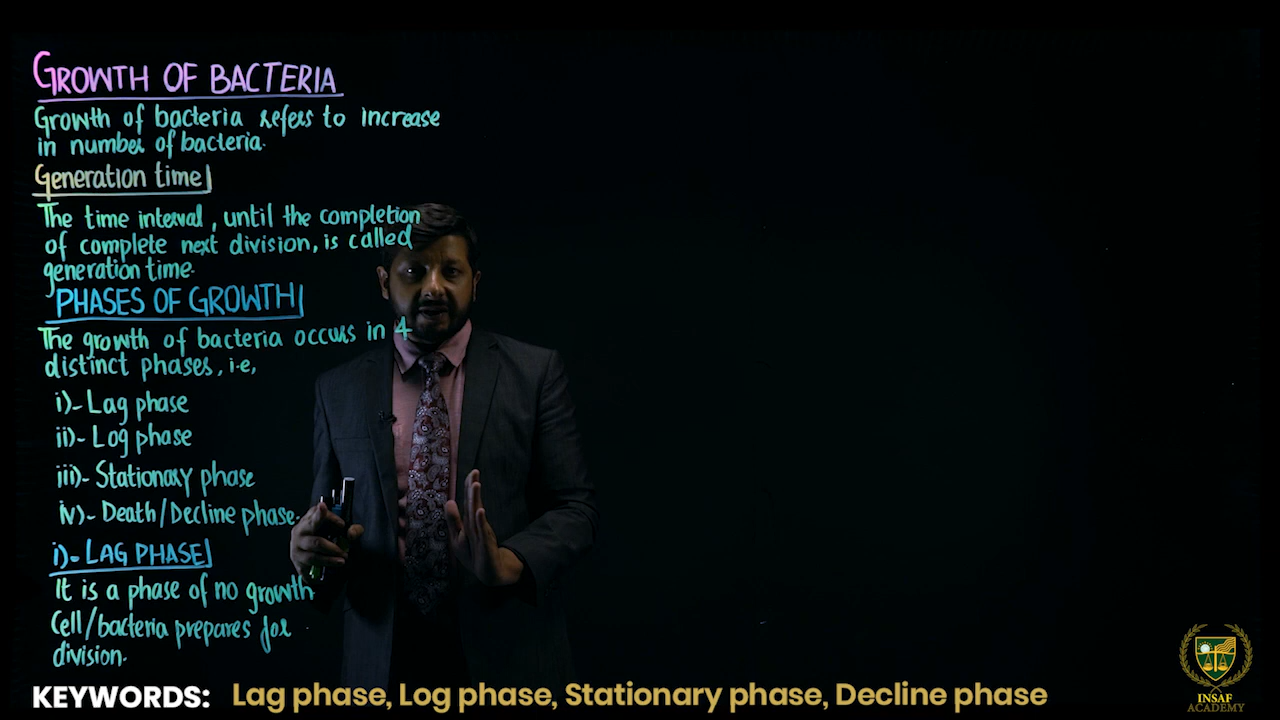 GROWTH OF BACTERIA
Growth of bacteria refers to increase
in number of bacteria.
Generation time
The time interval, until the completion
of complete next division, is called
generation time.
PHASES OF GROWTH
The growth of bacteria occurs in 4
distinct phases, i.e,
i)- Lag phase
ii)- Log phase
iii)- Stationary phase
iv)- Death/Decline phase.
i)- LAG PHASE
It is a phase of no growth
Cell/bacteria prepares for
division.
KEYWORDS: Lag phase, Log phase, Stationary phase, Decline phase
INSAF
ACADEMY